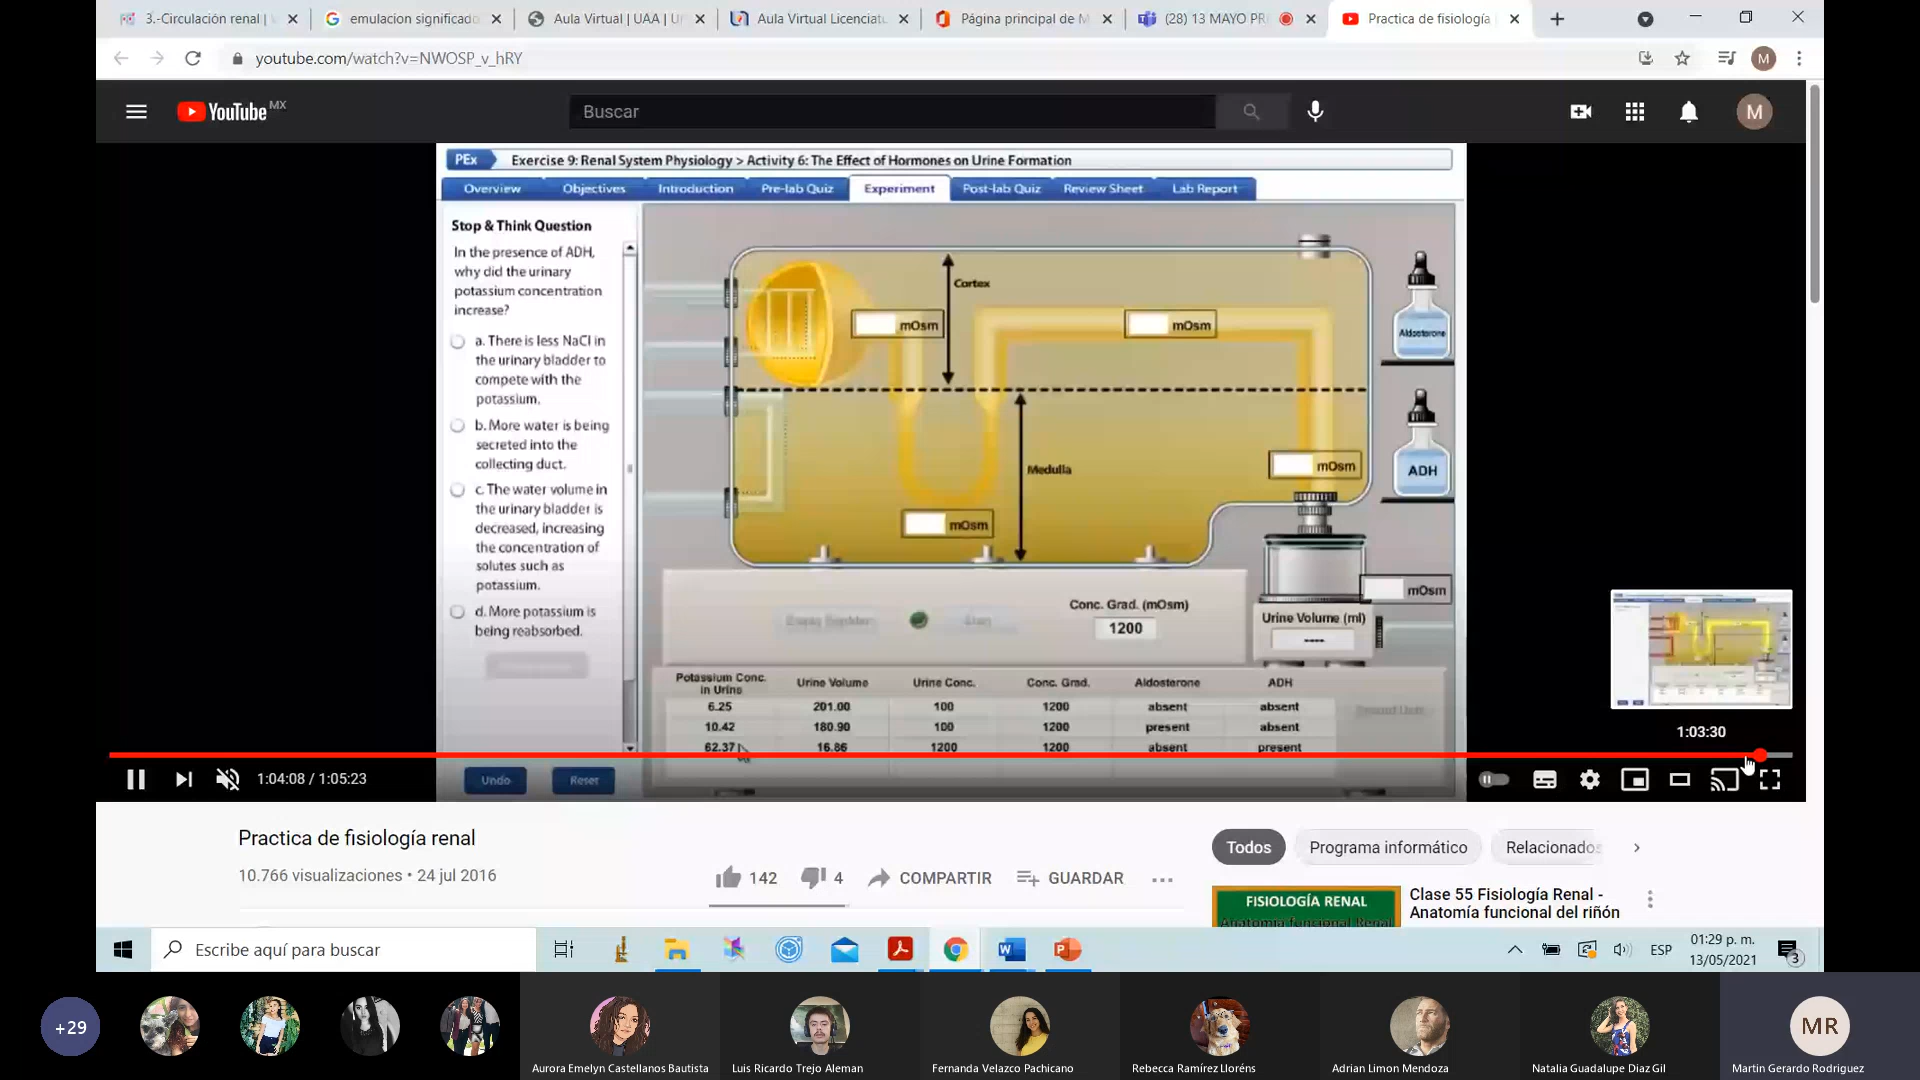 3.-Circulación renal |
emulacion significado
Aula Virtual | UAA | U
Aula Virtual Licenciatu
Página principal de M
(28) 13 MAYO PR
Practica de fisiología
youtube.com/watch?v=NWOSP_v_hRY
M
YouTube MX
Buscar
M
PEx
Exercise 9: Renal System Physiology > Activity 6: The Effect of Hormones on Urine Formation
Overview
Objectives
Introduction
Pre-lab Quiz
Experiment
Post-lab Quiz
Review Sheet
Lab Report
Stop & Think Question
In the presence of ADH,
why did the urinary
potassium concentration
increase?
a. There is less NaCl in
the urinary bladder to
compete with the
potassium.
b. More water is being
secreted into the
collecting duct.
c. The water volume in
the urinary bladder is
decreased, increasing
the concentration of
solutes such as
potassium.
d. More potassium is
being reabsorbed.
Undo
Reset
Cortex
mOsm
mOsm
Aldosterone
Medulla
mOsm
ADH
mOsm
mOsm
Empty Bladder
Start
Conc. Grad. (mOsm)
1200
Urine Volume (ml)
----
Potassium Conc. in Urine
Urine Volume
Urine Conc.
Conc. Grad.
Aldosterone
ADH
6.25 201.00 100 1200 absent absent
10.42 180.90 100 1200 present absent
62.37 16.86 1200 1200 absent present
Record Data
1:03:30
1:04:08 / 1:05:23
Practica de fisiología renal
10.766 visualizaciones • 24 jul 2016
142
4
COMPARTIR
GUARDAR
Todos
Programa informático
Relacionados
FISIOLOGÍA RENAL
Anatomía funcional Renal
Clase 55 Fisiología Renal -
Anatomía funcional del riñón
Escribe aquí para buscar
ESP
01:29 p. m.
13/05/2021
3
+29
Aurora Emelyn Castellanos Bautista
Luis Ricardo Trejo Aleman
Fernanda Velazco Pachicano
Rebecca Ramírez Lloréns
Adrian Limon Mendoza
Natalia Guadalupe Diaz Gil
MR
Martin Gerardo Rodriguez